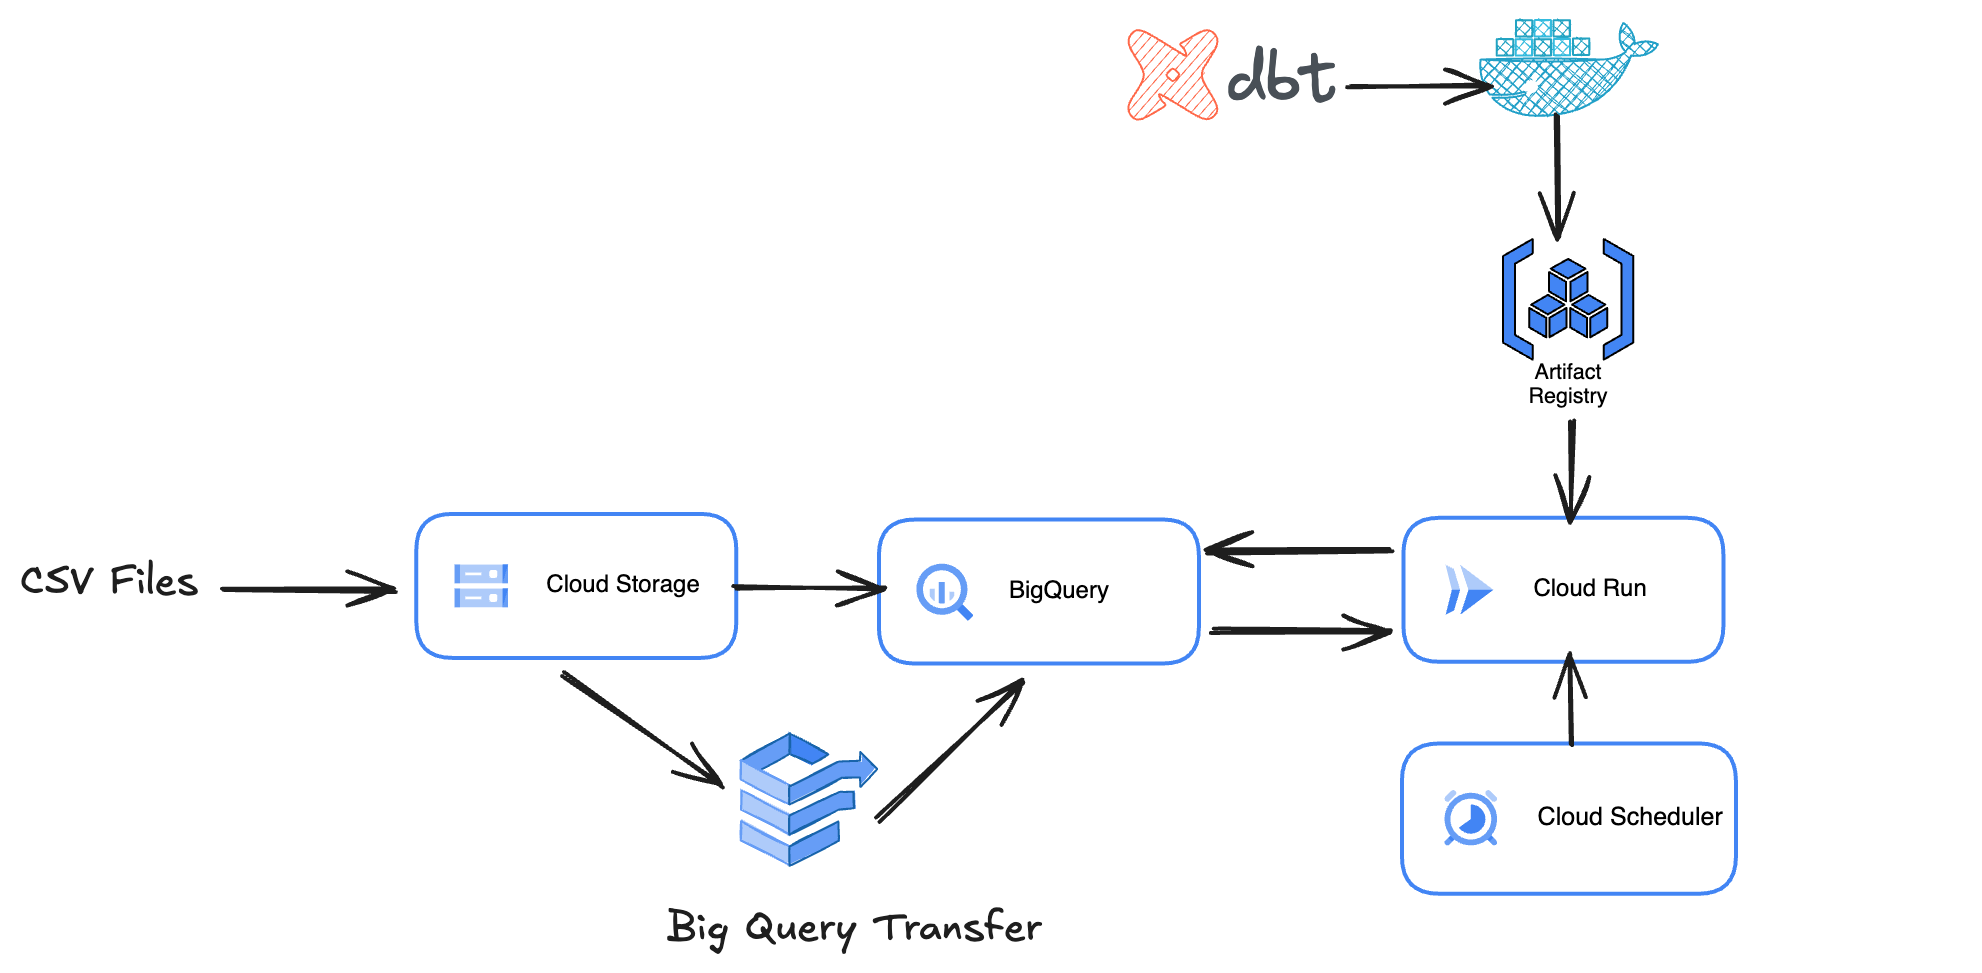 dbt
Artifact
Registry
CSV Files
Cloud Storage
BigQuery
Cloud Run
Cloud Scheduler
Big Query Transfer